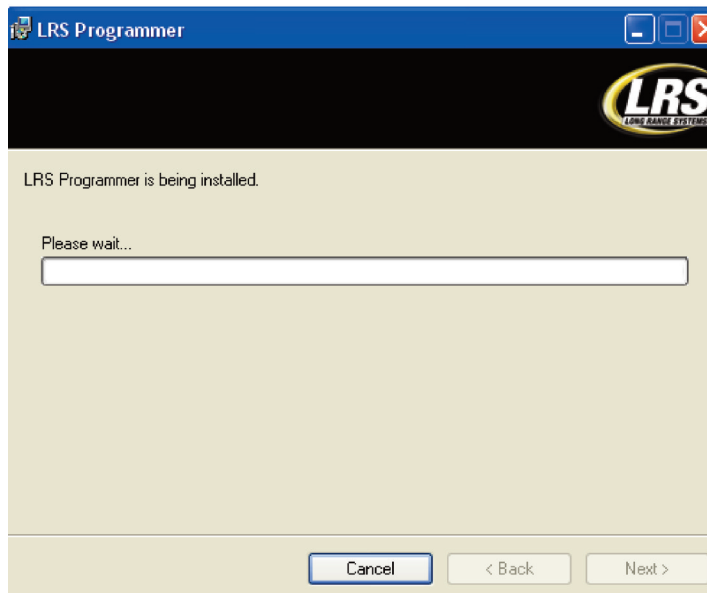 LRS Programmer
LRS
LONG RANGE SYSTEMS
LRS Programmer is being installed.
Please wait...
Cancel
< Back
Next >